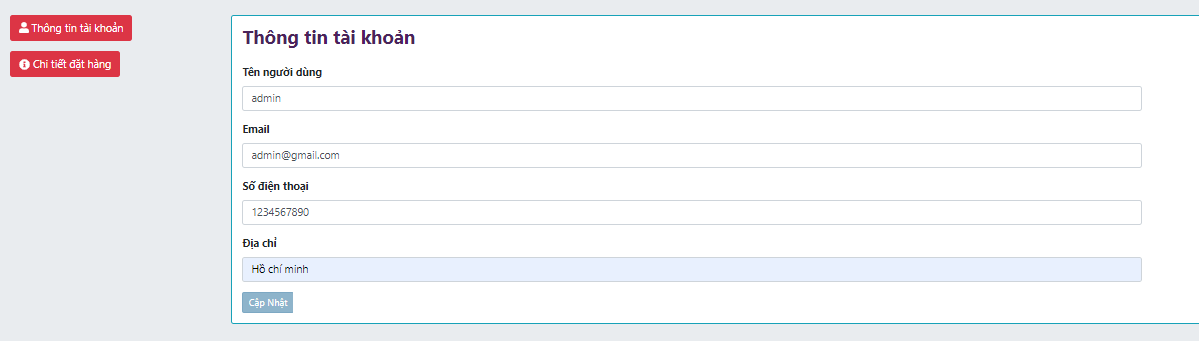 Thông tin tài khoản
Chi tiết đặt hàng
Thông tin tài khoản
Tên người dùng
admin
Email
admin@gmail.com
Số điện thoại
1234567890
Địa chỉ
Hồ chí minh
Cập Nhật